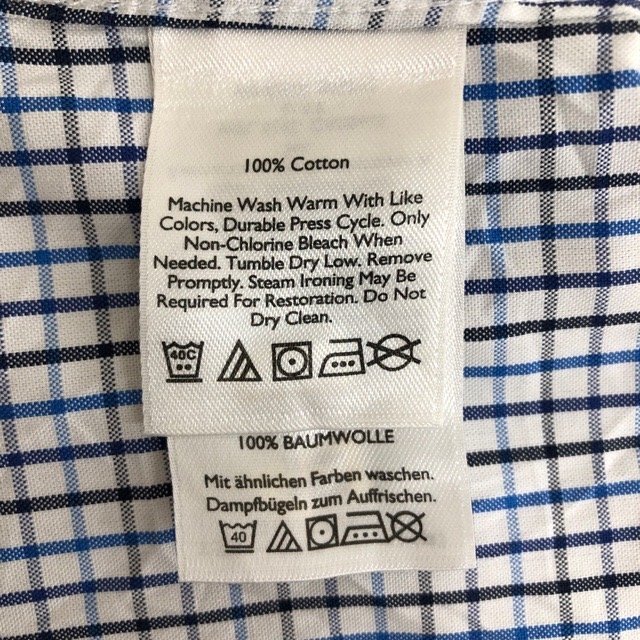 100% Cotton
Machine Wash Warm With Like
Colors, Durable Press Cycle. Only
Non-Chlorine Bleach When
Needed. Tumble Dry Low. Remove
Promptly. Steam Ironing May Be
Required For Restoration. Do Not
Dry Clean.
40C
100% BAUMWOLLE
Mit ähnlichen Farben waschen.
Dampfbügeln zum Auffrischen.
40